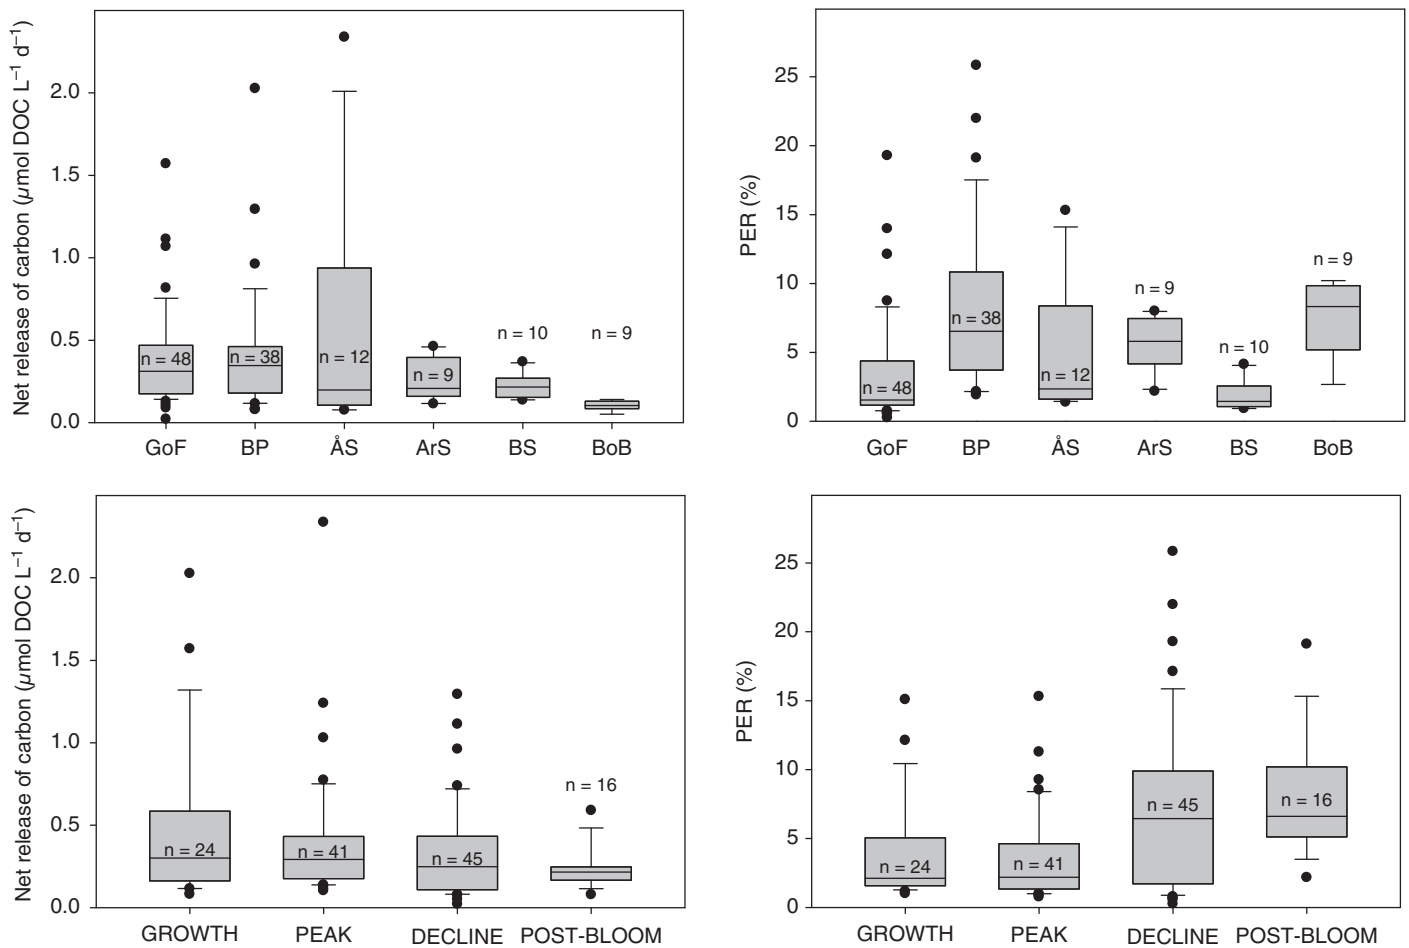 Net release of carbon (µmol DOC L⁻¹ d⁻¹)
2.0
1.5
1.0
0.5
0.0
n = 48
n = 38
n = 12
n = 9
n = 10
n = 9
GoF BP ÅS ArS BS BoB
PER (%)
25
20
15
10
5
0
n = 48
n = 38
n = 12
n = 9
n = 10
n = 9
GoF BP ÅS ArS BS BoB
Net release of carbon (µmol DOC L⁻¹ d⁻¹)
2.0
1.5
1.0
0.5
0.0
n = 24
n = 41
n = 45
n = 16
GROWTH PEAK DECLINE POST-BLOOM
PER (%)
25
20
15
10
5
0
n = 24
n = 41
n = 45
n = 16
GROWTH PEAK DECLINE POST-BLOOM